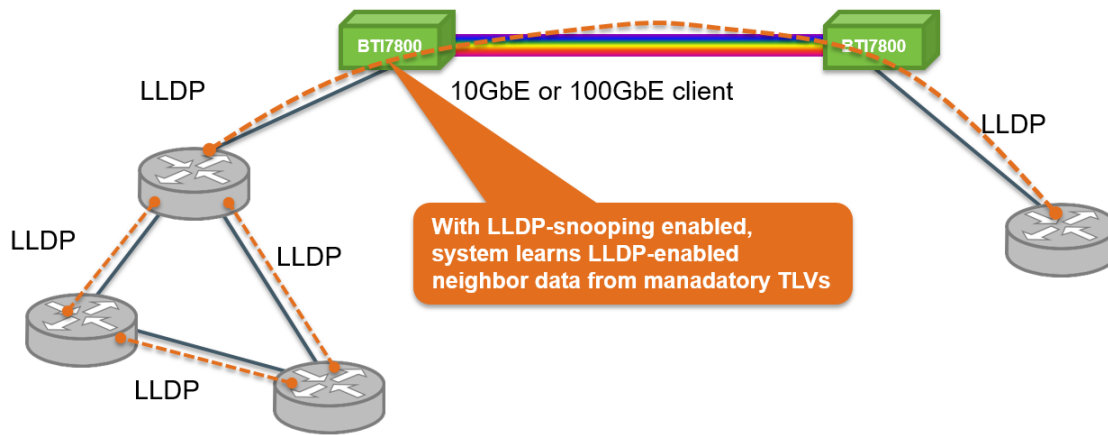 BTI7800
BTI7800
LLDP
10GbE or 100GbE client
LLDP
With LLDP-snooping enabled,
system learns LLDP-enabled
neighbor data from manadatory TLVs
LLDP
LLDP
LLDP